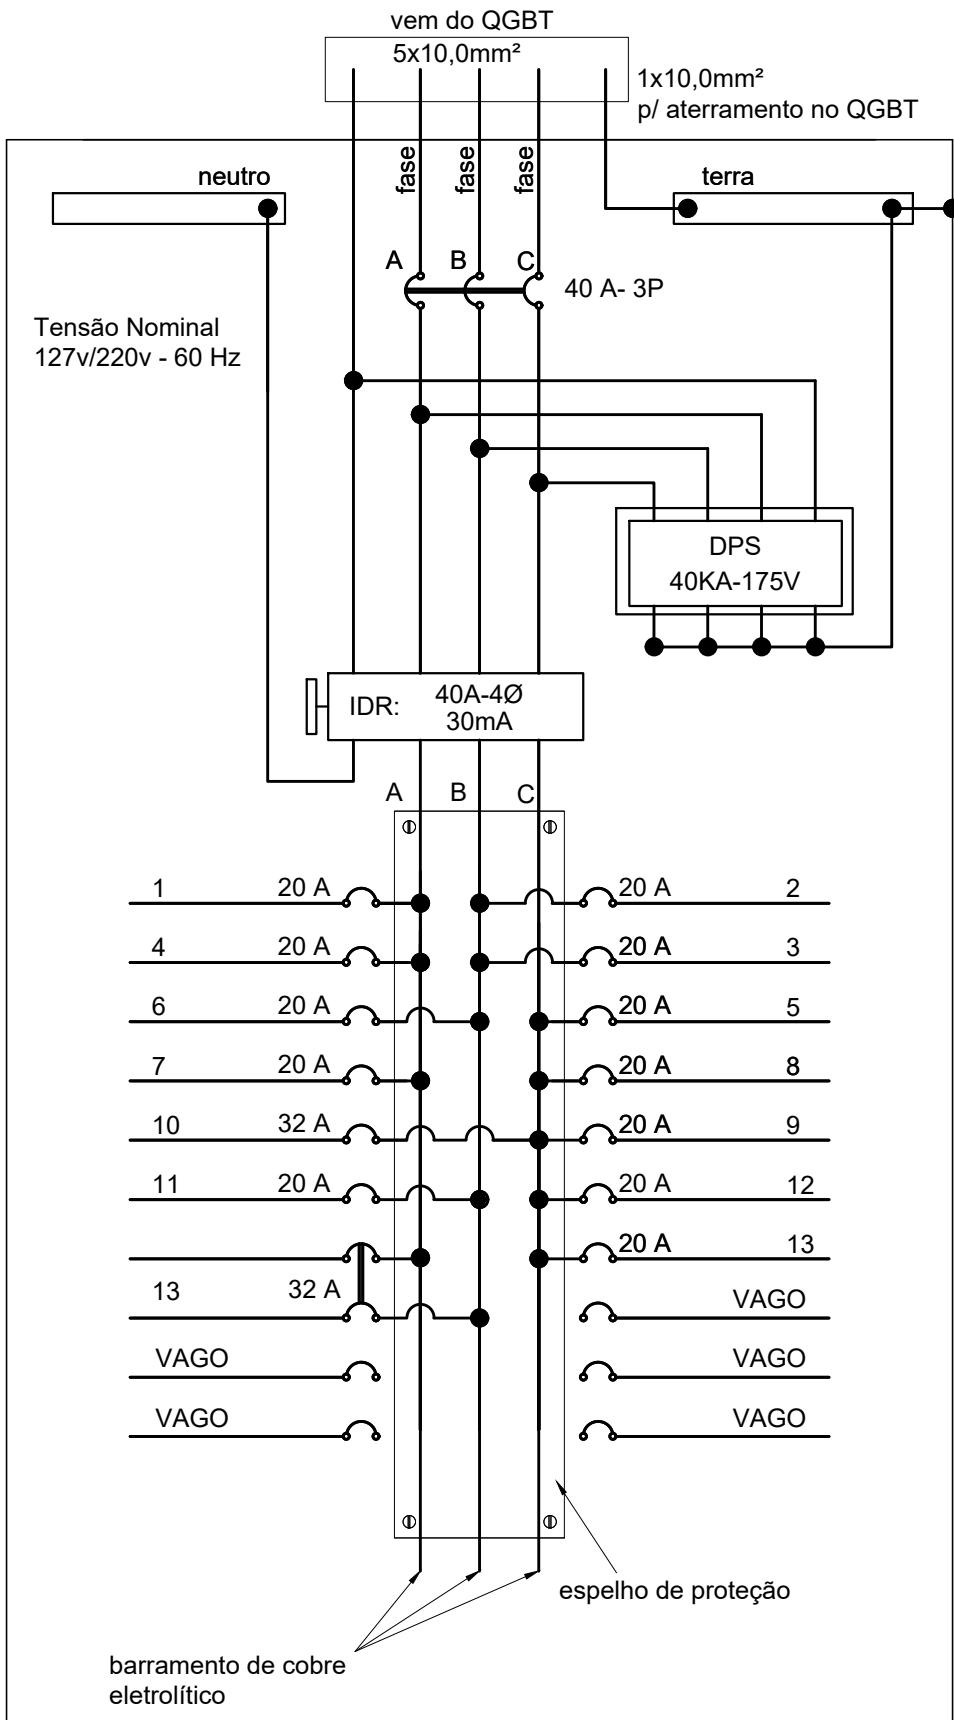 vem do QGBT
5x10,0mm²
1x10,0mm²
p/ aterramento no QGBT
neutro
fase
fase
fase
terra
A
B
C
40 A- 3P
Tensão Nominal
127v/220v - 60 Hz
DPS
40KA-175V
IDR:
40A-4Ø
30mA
A
B
C
1 20 A
20 A 2
4 20 A
20 A 3
6 20 A
20 A 5
7 20 A
20 A 8
10 32 A
20 A 9
11 20 A
20 A 12
20 A 13
13 32 A
VAGO
VAGO
VAGO
VAGO
VAGO
espelho de proteção
barramento de cobre
eletrolítico